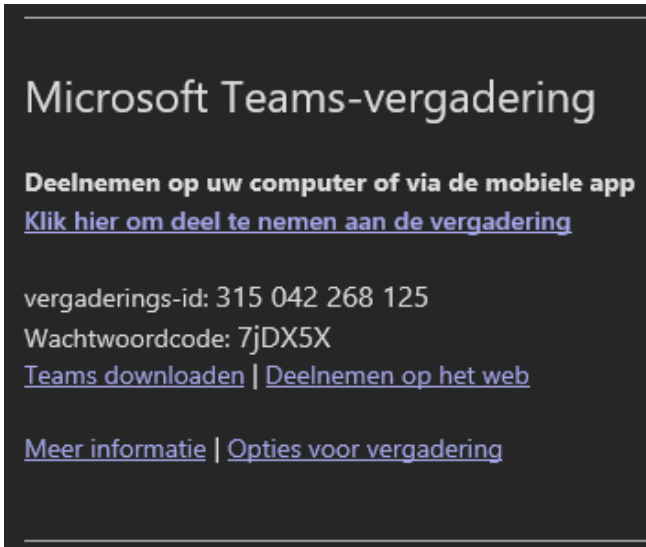 Microsoft Teams-vergadering
Deelnemen op uw computer of via de mobiele app
Klik hier om deel te nemen aan de vergadering
vergaderings-id: 315 042 268 125
Wachtwoordcode: 7jDX5X
Teams downloaden | Deelnemen op het web
Meer informatie | Opties voor vergadering